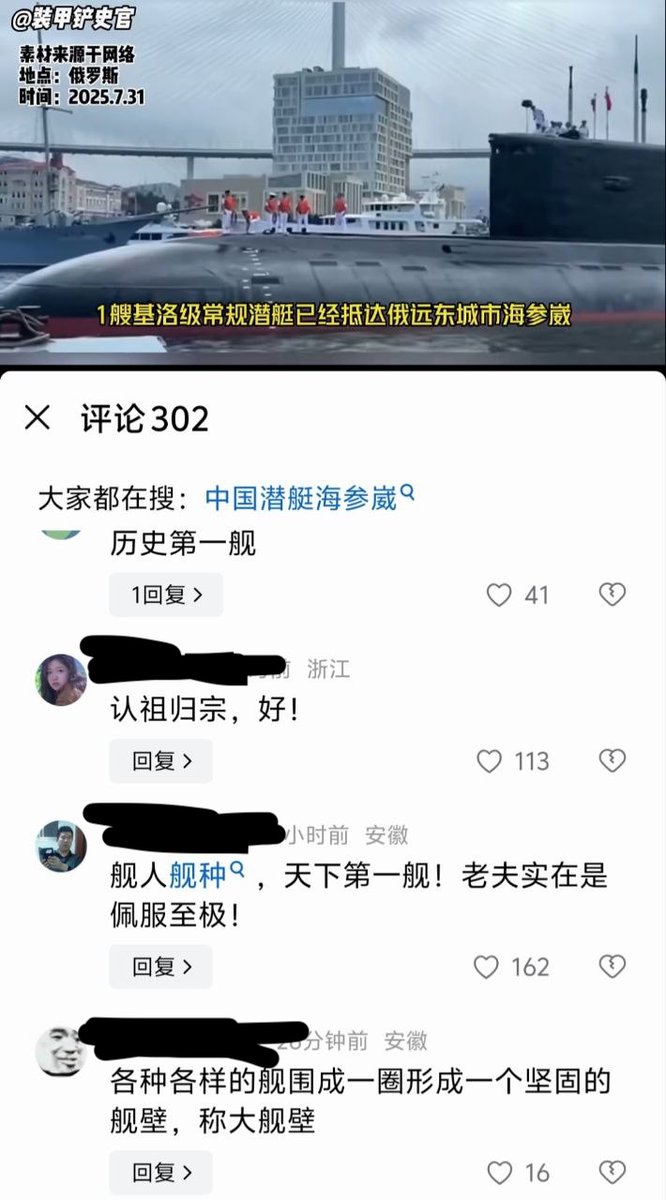 @装甲铲史官
素材来源于网络
地点：俄罗斯
时间：2025.7.31
1艘基洛级常规潜艇已经抵达俄远东城市海参崴
评论302
大家都在搜：中国潜艇海参崴
历史第一舰
1回复
41
前 浙江
认祖归宗，好！
回复
113
小时前 安徽
舰人舰种，天下第一舰！老夫实在是
佩服至极！
回复
162
分钟前 安徽
各种各样的舰围成一圈形成一个坚固的
舰壁，称大舰壁
回复
16